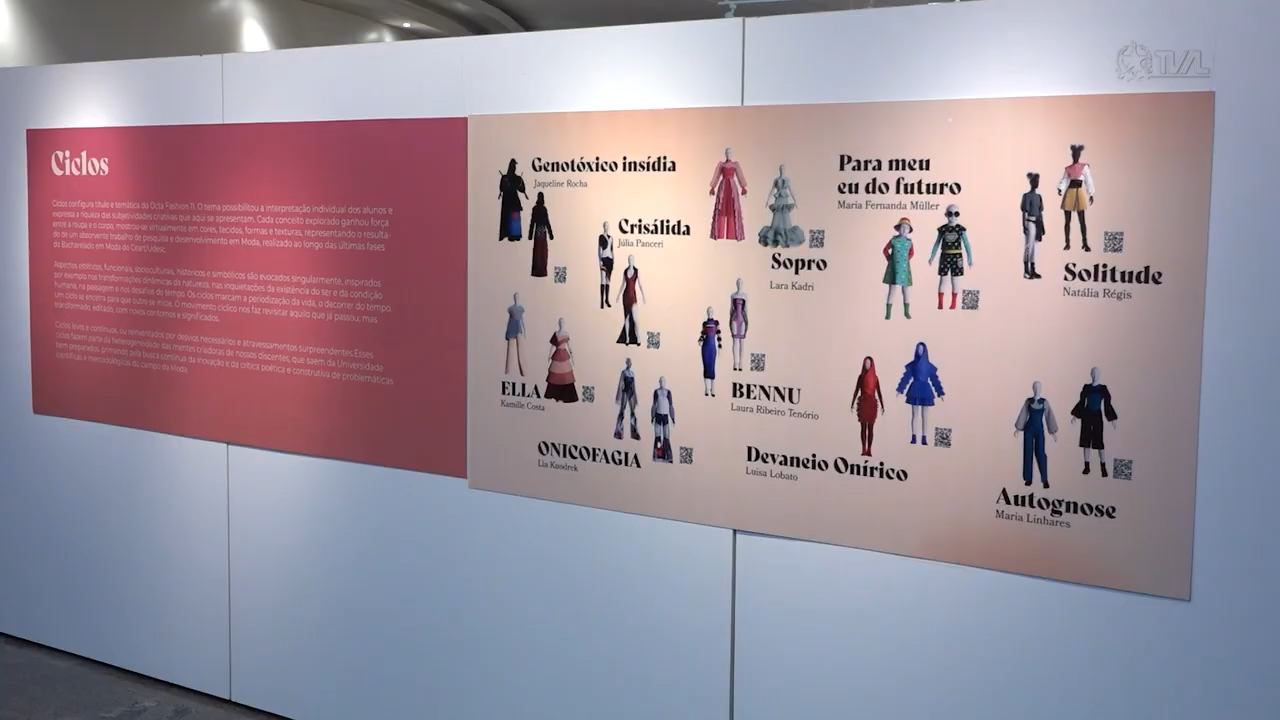 TVAL
Ciclos
Ciclos configura título e temática do Octa Fashion 11. O tema possibilitou a interpretação individual dos alunos e
expressa a riqueza das subjetividades criativas que aqui se apresentam. Cada conceito explorado ganhou força
entre a roupa e o corpo, mostrou-se virtualmente em cores, tecidos, formas e texturas, representando o resulta-
do de um absorvente trabalho de pesquisa e desenvolvimento em Moda, realizado ao longo das últimas fases
do Bacharelado em Moda do Ceart/Udesc.
Aspectos estéticos, funcionais, socioculturais, históricos e simbólicos são evocados singularmente, inspirados
por exemplo nas transformações dinâmicas da natureza, nas inquietações da existência do ser e da condição
humana, na passagem e nos desafios do tempo. Os ciclos marcam a periodização da vida, o decorrer do tempo.
Um ciclo se encerra para que outro se inicie. O movimento cíclico nos faz revisitar aquilo que já passou, mas
transformado, editado, com novos contornos e significados.
Ciclos leves e contínuos, ou reinventados por desvios necessários e atravessamentos surpreendentes. Esses
ciclos fazem parte da heterogeneidade das mentes criadoras de nossos discentes, que saem da Universidade
bem preparados, primando pela busca contínua da inovação e da crítica poética e construtiva de problemáticas
científicas e mercadológicas do campo da Moda.
Genotóxico insídia
Jaqueline Rocha
Crisálida
Júlia Panceri
Sopro
Lara Kadri
Para meu
eu do futuro
Maria Fernanda Müller
Solitude
Natália Régis
ELLA
Kamille Costa
BENNU
Laura Ribeiro Tenório
ONICOFAGIA
Lia Kundrek
Devaneio Onírico
Luisa Lobato
Autognose
Maria Linhares